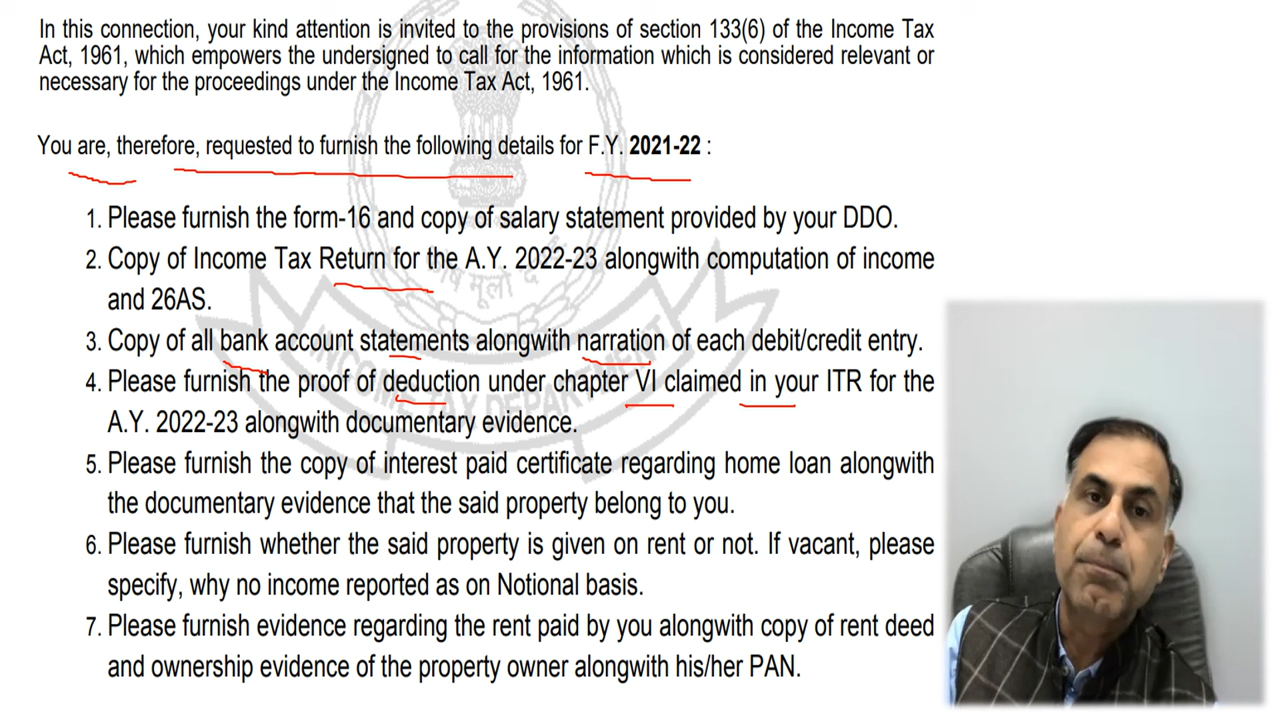 In this connection, your kind attention is invited to the provisions of section 133(6) of the Income Tax
Act, 1961, which empowers the undersigned to call for the information which is considered relevant or
necessary for the proceedings under the Income Tax Act, 1961.
You are, therefore, requested to furnish the following details for F.Y. 2021-22 :
1. Please furnish the form-16 and copy of salary statement provided by your DDO.
2. Copy of Income Tax Return for the A.Y. 2022-23 alongwith computation of income
and 26AS.
3. Copy of all bank account statements alongwith narration of each debit/credit entry.
4. Please furnish the proof of deduction under chapter VI claimed in your ITR for the
A.Y. 2022-23 alongwith documentary evidence.
5. Please furnish the copy of interest paid certificate regarding home loan alongwith
the documentary evidence that the said property belong to you.
6. Please furnish whether the said property is given on rent or not. If vacant, please
specify, why no income reported as on Notional basis.
7. Please furnish evidence regarding the rent paid by you alongwith copy of rent deed
and ownership evidence of the property owner alongwith his/her PAN.
INCOME TAX DEPARTMENT